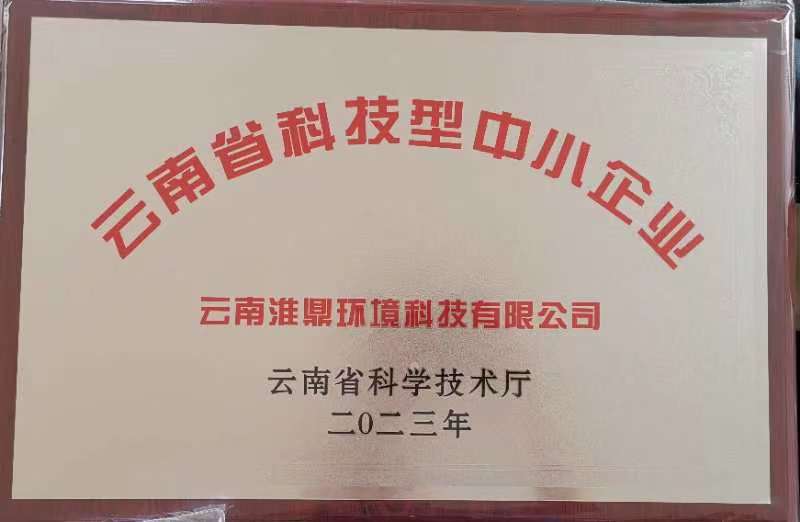 云南省科技型中小企业
云南淮鼎环境科技有限公司
云南省科学技术厅
二0二三年